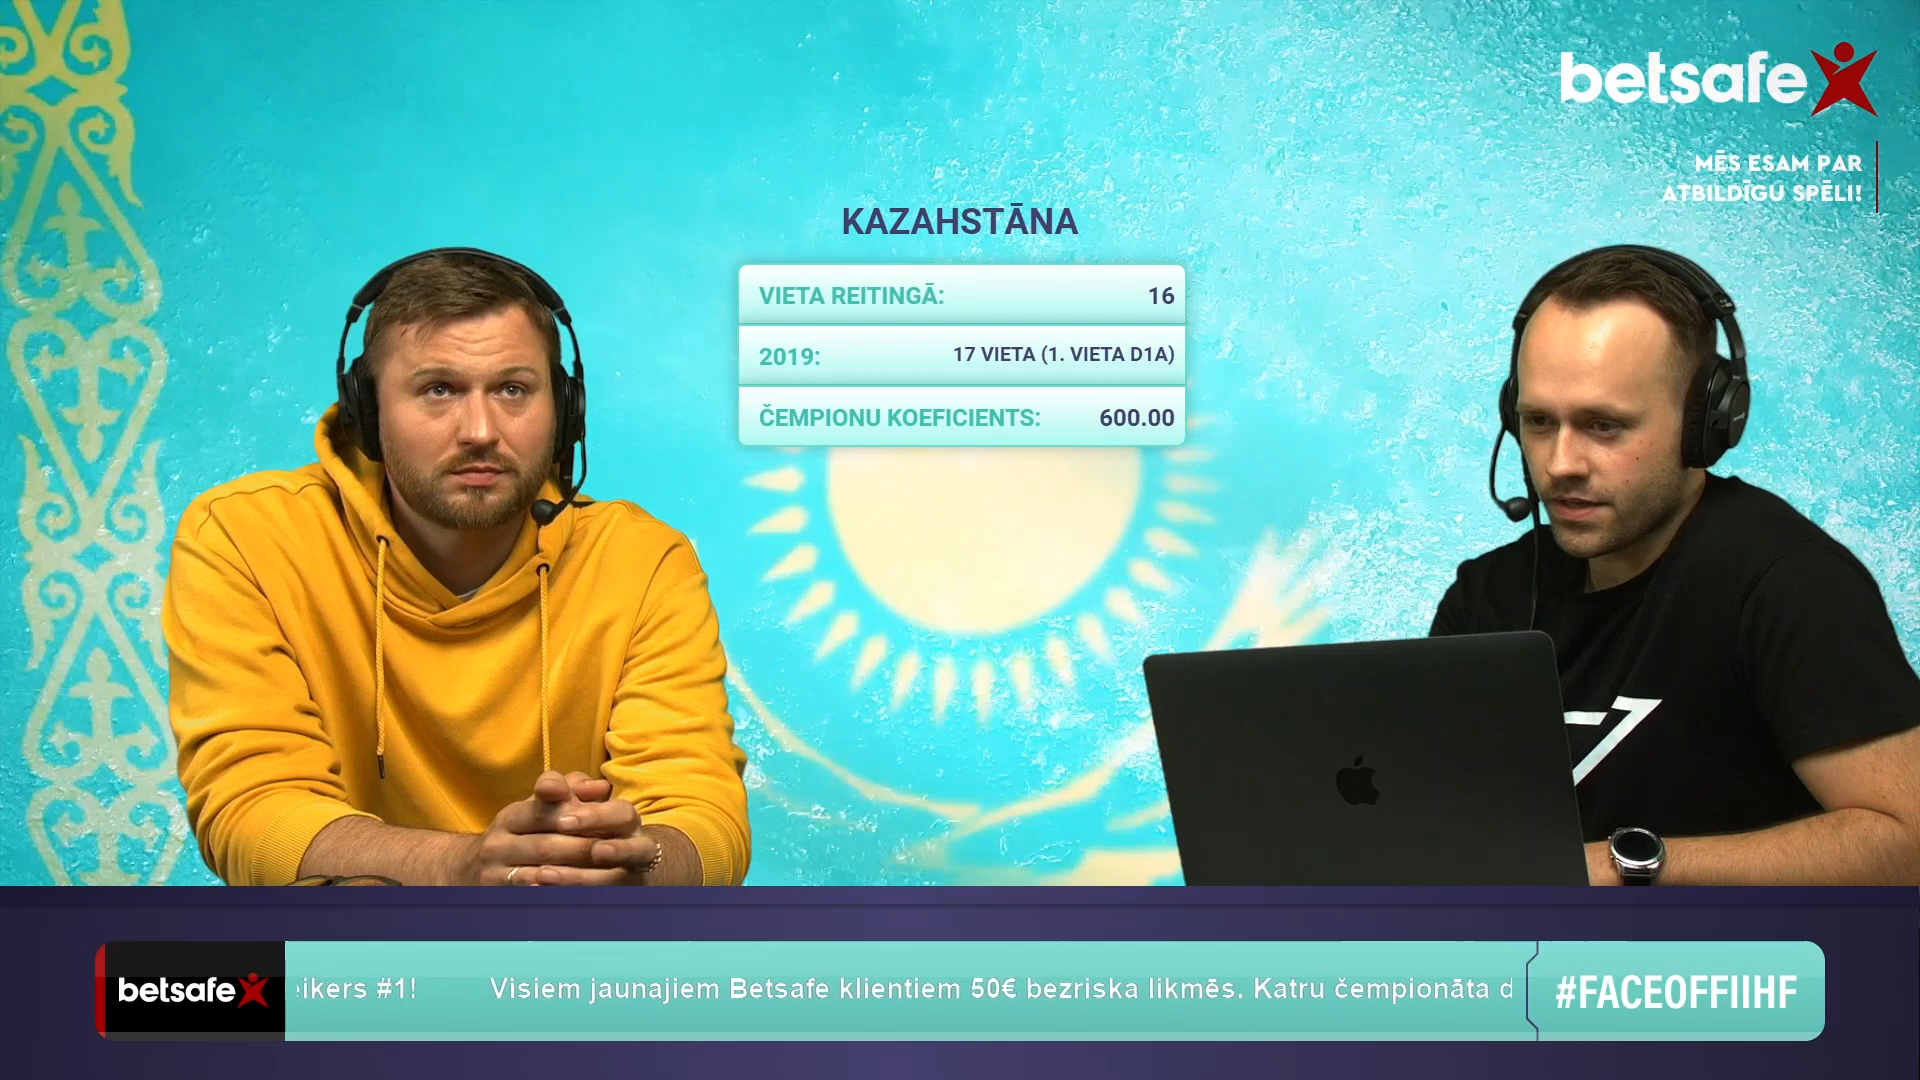 betsafe
MĒS ESAM PAR
ATBILDĪGU SPĒLI!
KAZAHSTĀNA
VIETA REITINGĀ: 16
2019: 17 VIETA (1. VIETA D1A)
ČEMPIONU KOEFICIENTS: 600.00
betsafe
eikers #1! Visiem jaunajiem Betsafe klientiem 50€ bezriska likmēs. Katru čempionāta d
#FACEOFFIIHF